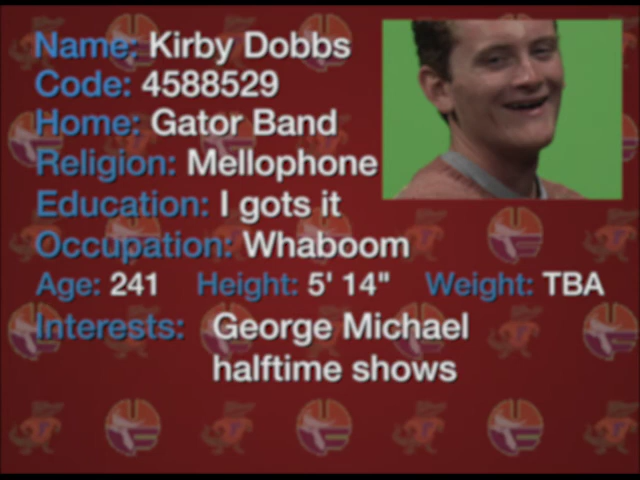 Name: Kirby Dobbs
Code: 4588529
Home: Gator Band
Religion: Mellophone
Education: I gots it
Occupation: Whaboom
Age: 241 Height: 5' 14" Weight: TBA
Interests: George Michael
halftime shows